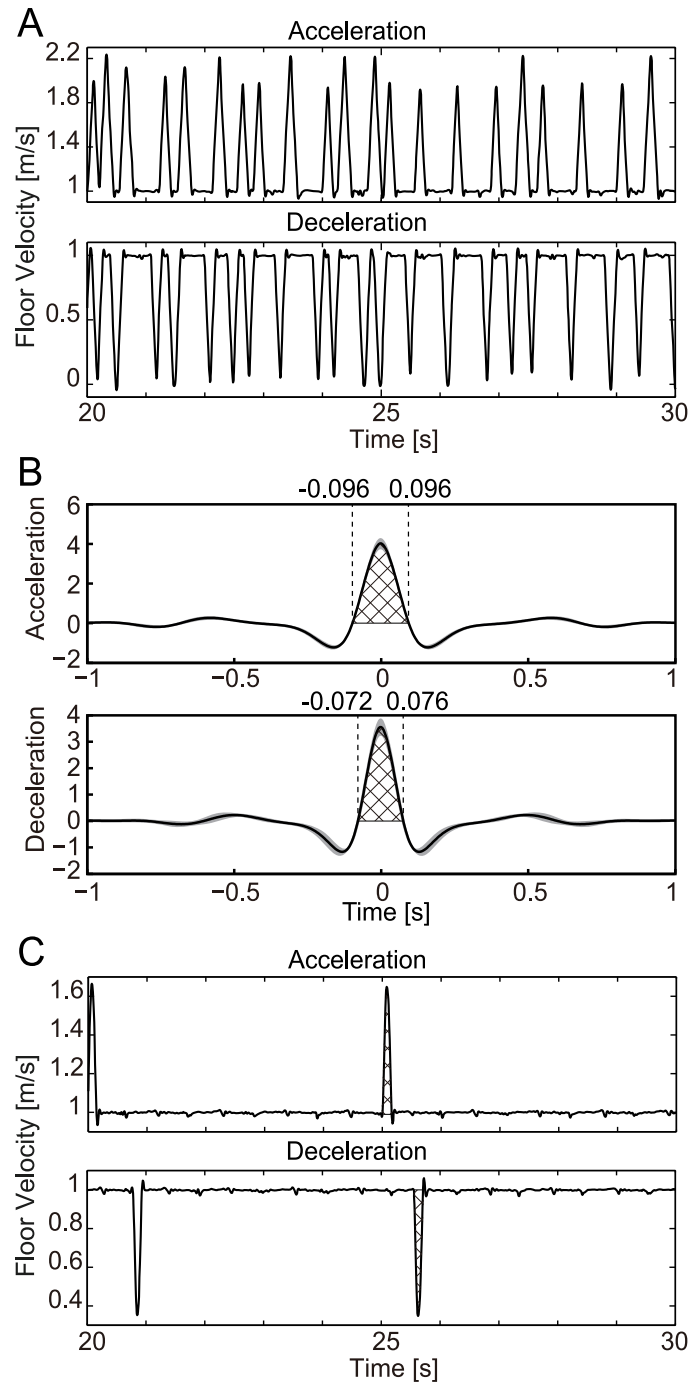 A
Acceleration
2.2
1.8
1.4
1
Deceleration
1
0.5
0
Floor Velocity [m/s]
20 25 30
Time [s]
B
-0.096 0.096
6
4
2
0
−2
Acceleration
−1 −0.5 0 0.5 1
-0.072 0.076
4
3
2
1
0
−1
−2
Deceleration
−1 −0.5 0 0.5 1
Time [s]
C
Acceleration
1.6
1.4
1.2
1
Deceleration
1
0.8
0.6
0.4
Floor Velocity [m/s]
20 25 30
Time [s]